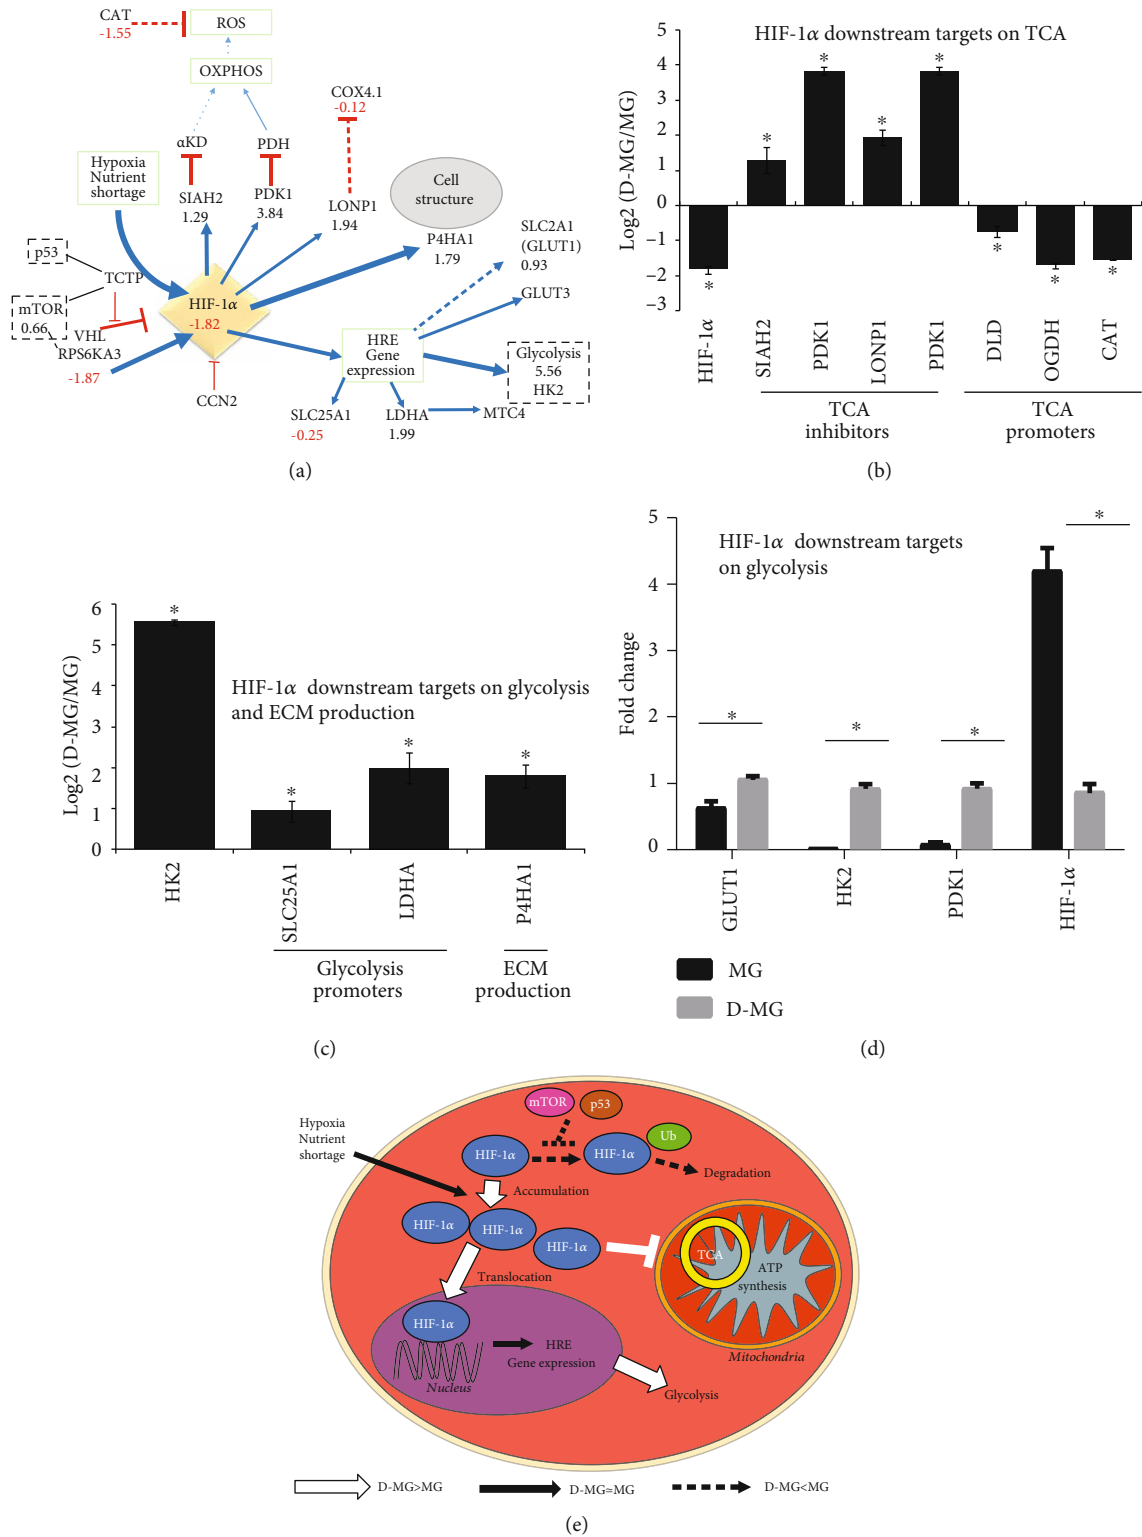 CAT
-1.55
ROS
OXPHOS
COX4.1
-0.12
αKD
PDH
Hypoxia
Nutrient
shortage
SIAH2
1.29
PDK1
3.84
LONP1
1.94
Cell
structure
P4HA1
1.79
SLC2A1
(GLUT1)
0.93
p53
TCTP
GLUT3
mTOR
0.66
HIF-1α
-1.82
VHL
RPS6KA3
-1.87
HRE
Gene
expression
Glycolysis
5.56
HK2
CCN2
SLC25A1
-0.25
LDHA
1.99
MTC4
(a)
HIF-1α downstream targets on TCA
Log2 (D-MG/MG)
5
4
3
2
1
0
−1
−2
−3
* * * * * * * *
HIF-1α
SIAH2
PDK1
LONP1
PDK1
DLD
OGDH
CAT
TCA
inhibitors
TCA
promoters
(b)
HIF-1α downstream targets on glycolysis
and ECM production
Log2 (D-MG/MG)
6
5
4
3
2
1
0
* * * *
HK2
SLC25A1
LDHA
P4HA1
Glycolysis
promoters
ECM
production
(c)
HIF-1α downstream targets
on glycolysis
Fold change
5
4
3
2
1
0
* * * *
GLUT1
HK2
PDK1
HIF-1α
MG
D-MG
(d)
mTOR
p53
Hypoxia
Nutrient
shortage
HIF-1α
HIF-1α
Ub
Degradation
Accumulation
HIF-1α
HIF-1α
HIF-1α
Translocation
TCA
ATP
synthesis
HIF-1α
HRE
Gene expression
Nucleus
Mitochondria
Glycolysis
D-MG>MG
D-MG≃MG
D-MG<MG
(e)